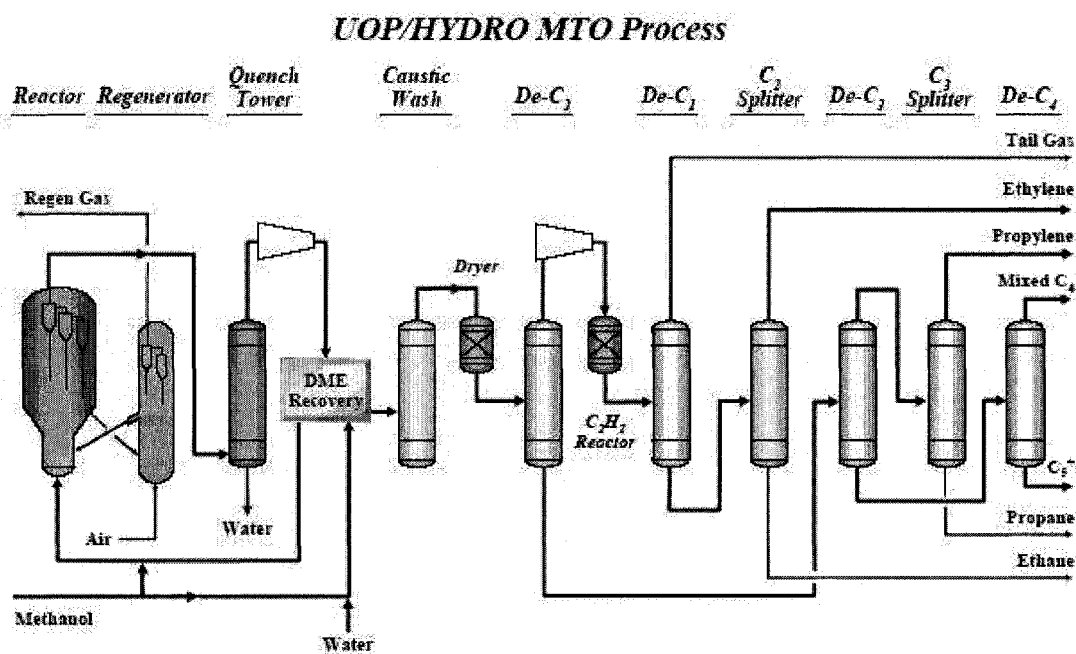 UOP/HYDRO MTO Process
Reactor
Regenerator
Quench
Tower
Caustic
Wash
De-C2
De-C1
C2
Splitter
De-C3
C3
Splitter
De-C4
Tail Gas
Regen Gas
Ethylene
Propylene
Dryer
Mixed C4
DME
Recovery
C2H2
Reactor
C5+
Water
Air
Propane
Ethane
Methanol
Water